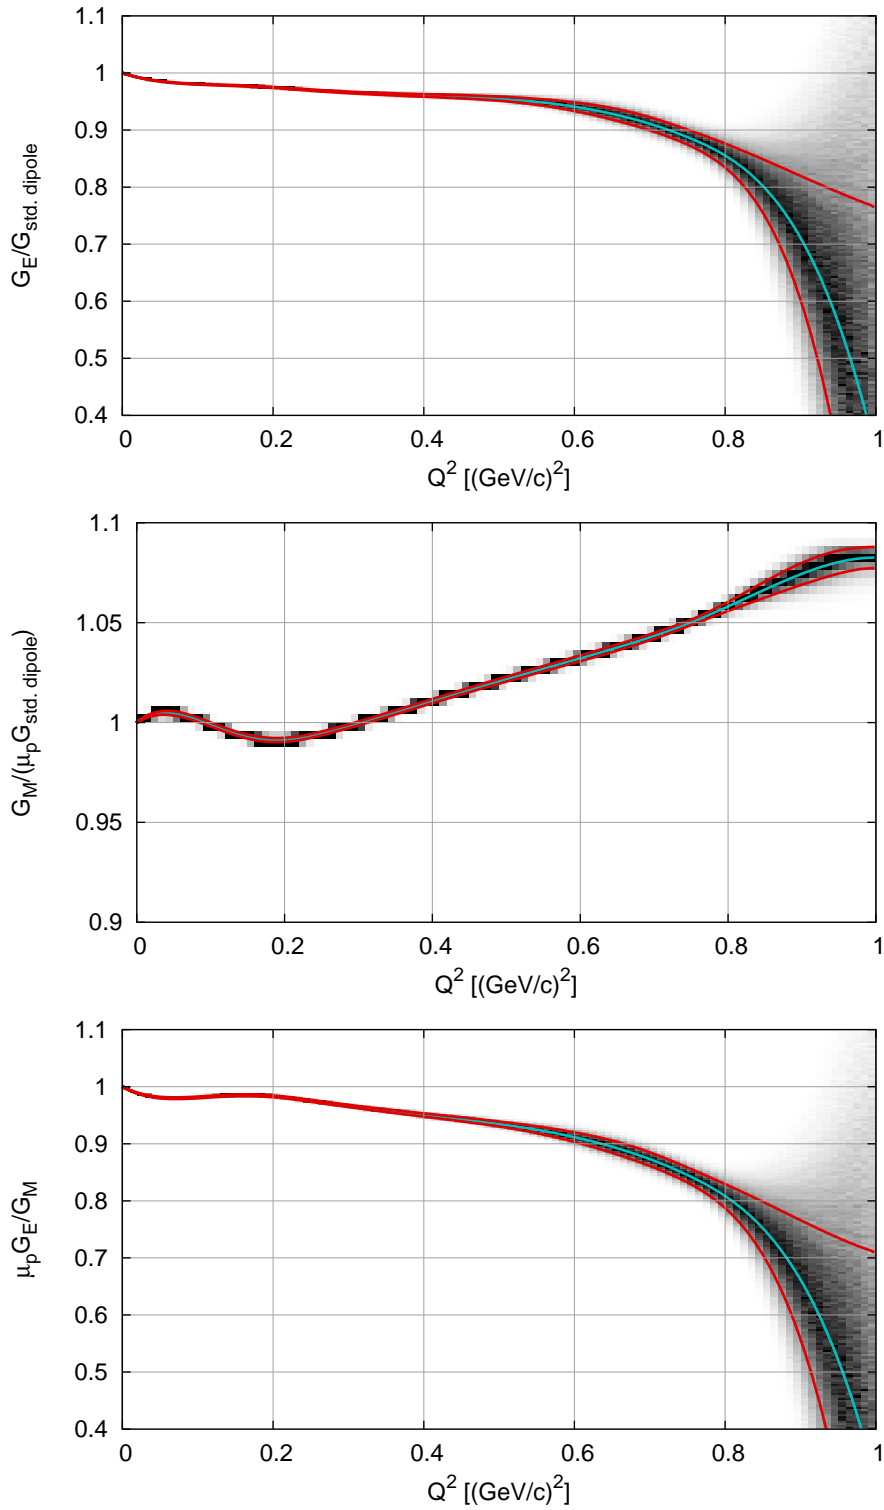 1.1
1
0.9
0.8
0.7
0.6
0.5
0.4
G_E/G_std. dipole
0 0.2 0.4 0.6 0.8 1
Q^2 [(GeV/c)^2]
1.1
1.05
1
0.95
0.9
G_M/(μ_pG_std. dipole)
0 0.2 0.4 0.6 0.8 1
Q^2 [(GeV/c)^2]
1.1
1
0.9
0.8
0.7
0.6
0.5
0.4
μ_pG_E/G_M
0 0.2 0.4 0.6 0.8 1
Q^2 [(GeV/c)^2]